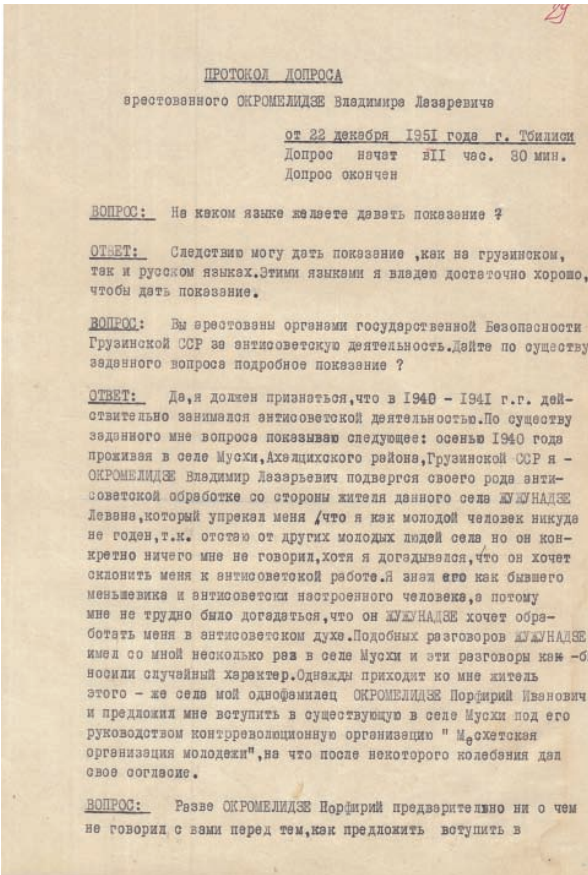 29
ПРОТОКОЛ ДОПРОСА
арестованного ОКРОМЕЛИДЗЕ Владимира Лазаревича
от 22 декабря 1951 года г. Тбилиси
Допрос начат вII час. 30 мин.
Допрос окончен
ВОПРОС: На каком языке желаете давать показание ?
ОТВЕТ: Следствию могу дать показание ,как на грузинском,
так и русском языках.Этими языками я владею достаточно хорошо,
чтобы дать показание.
ВОПРОС: Вы арестованы органами государственной Безопасности
Грузинской ССР за антисоветскую деятельность.Дайте по существу
заданного вопроса подробное показание ?
ОТВЕТ: Да,я должен признаться,что в 1940 - 1941 г.г. дей-
ствительно занимался антисоветской деятельностью.По существу
заданного мне вопроса показываю следующее: осенью 1940 года
проживая в селе Мусхи,Ахалцихского района,Грузинской ССР я -
ОКРОМЕЛИДЗЕ Владимир Лазарьевич подвергся своего рода анти-
советской обработке со стороны жителя данного села ЖУЖУНАДЗЕ
Левана,который упрекал меня ,что я как молодой человек никуда
не годен,т.к. отстаю от других молодых людей села но он кон-
кретно ничего мне не говорил,хотя я догадывался,что он хочет
склонить меня к антисоветской работе.Я знал его как бывшего
меньшевика и антисоветски настроенного человека,а потому
мне не трудно было догадаться,что он ЖУЖУНАДЗЕ хочет обра-
ботать меня в антисоветском духе.Подобных разговоров ЖУЖУНАДЗЕ
имел со мной несколько раз в селе Мусхи и эти разговоры как -б
носили случайный характер.Однажды приходит ко мне житель
этого - же села мой однофамилец ОКРОМЕЛИДЗЕ Порфирий Иванович
и предложил мне вступить в существующую в селе Мусхи под его
руководством контрреволюционную организацию " Месхетская
организация молодежи",на что после некоторого колебания дал
свое согласие.
ВОПРОС: Разве ОКРОМЕЛИДЗЕ Порфирий предварительно ни о чем
не говорил с вами перед тем,как предложить вступить в